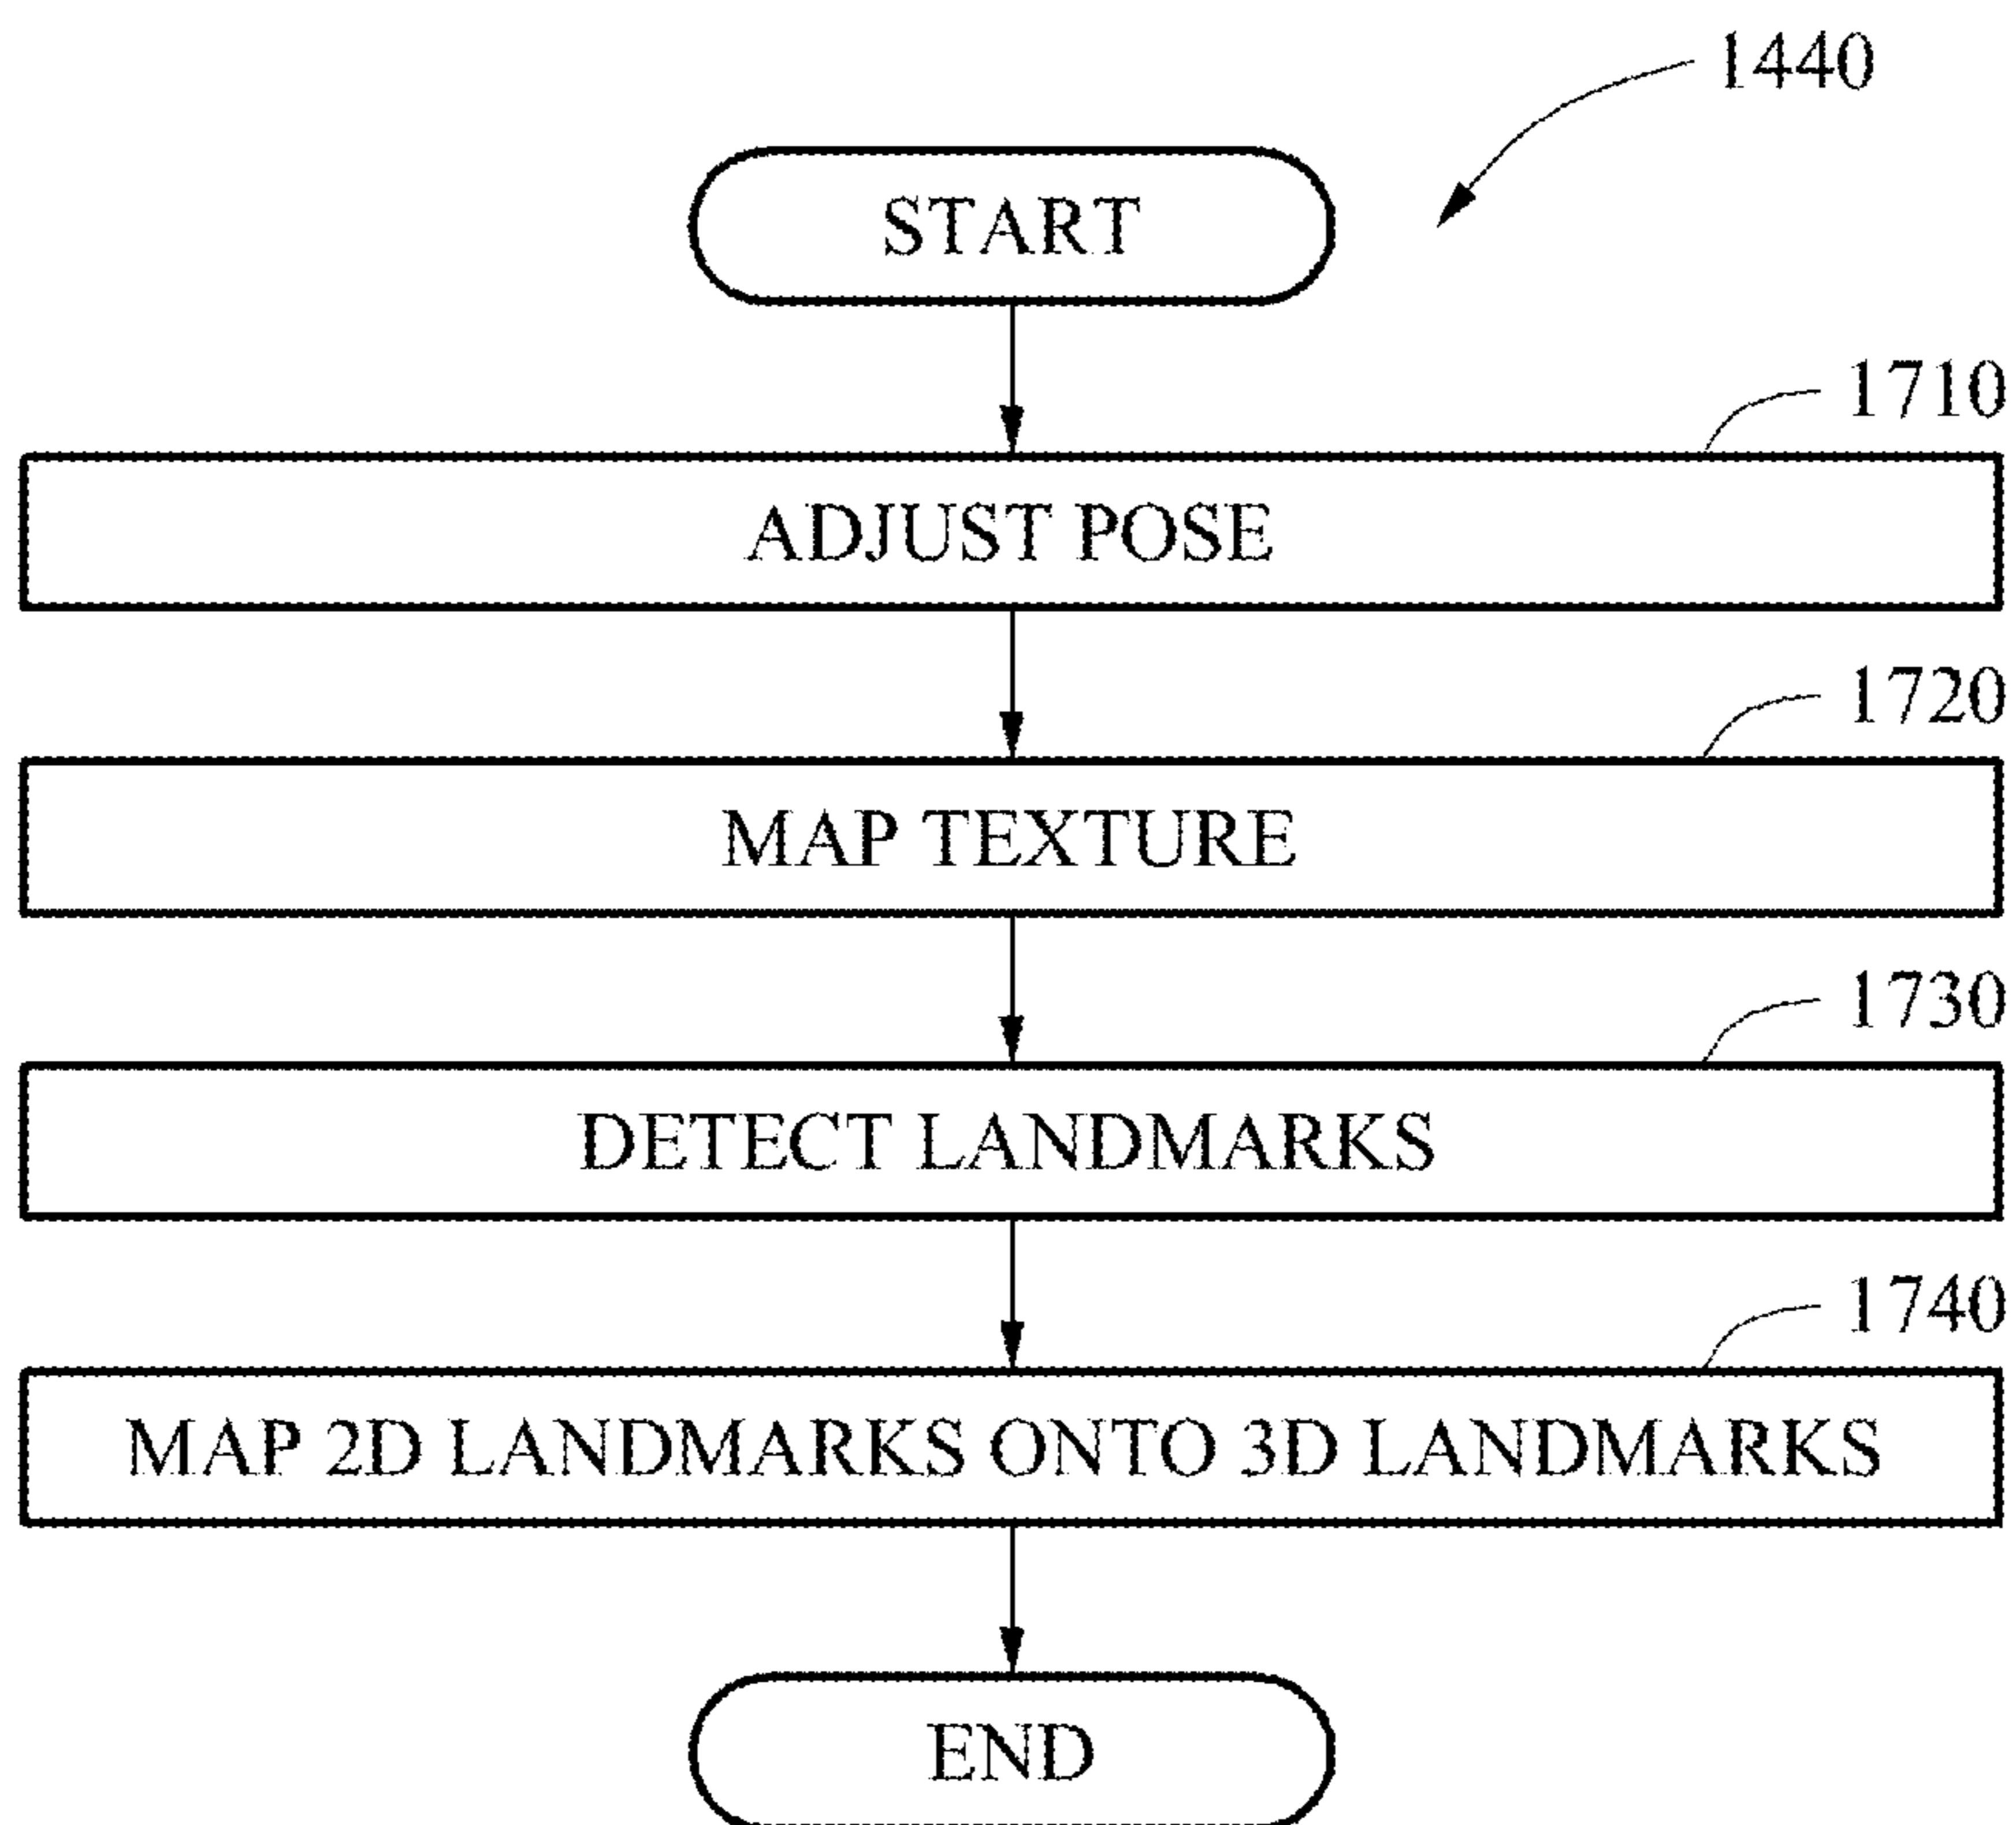 1440
START
1710
ADJUST POSE
1720
MAP TEXTURE
1730
DETECT LANDMARKS
1740
MAP 2D LANDMARKS ONTO 3D LANDMARKS
END